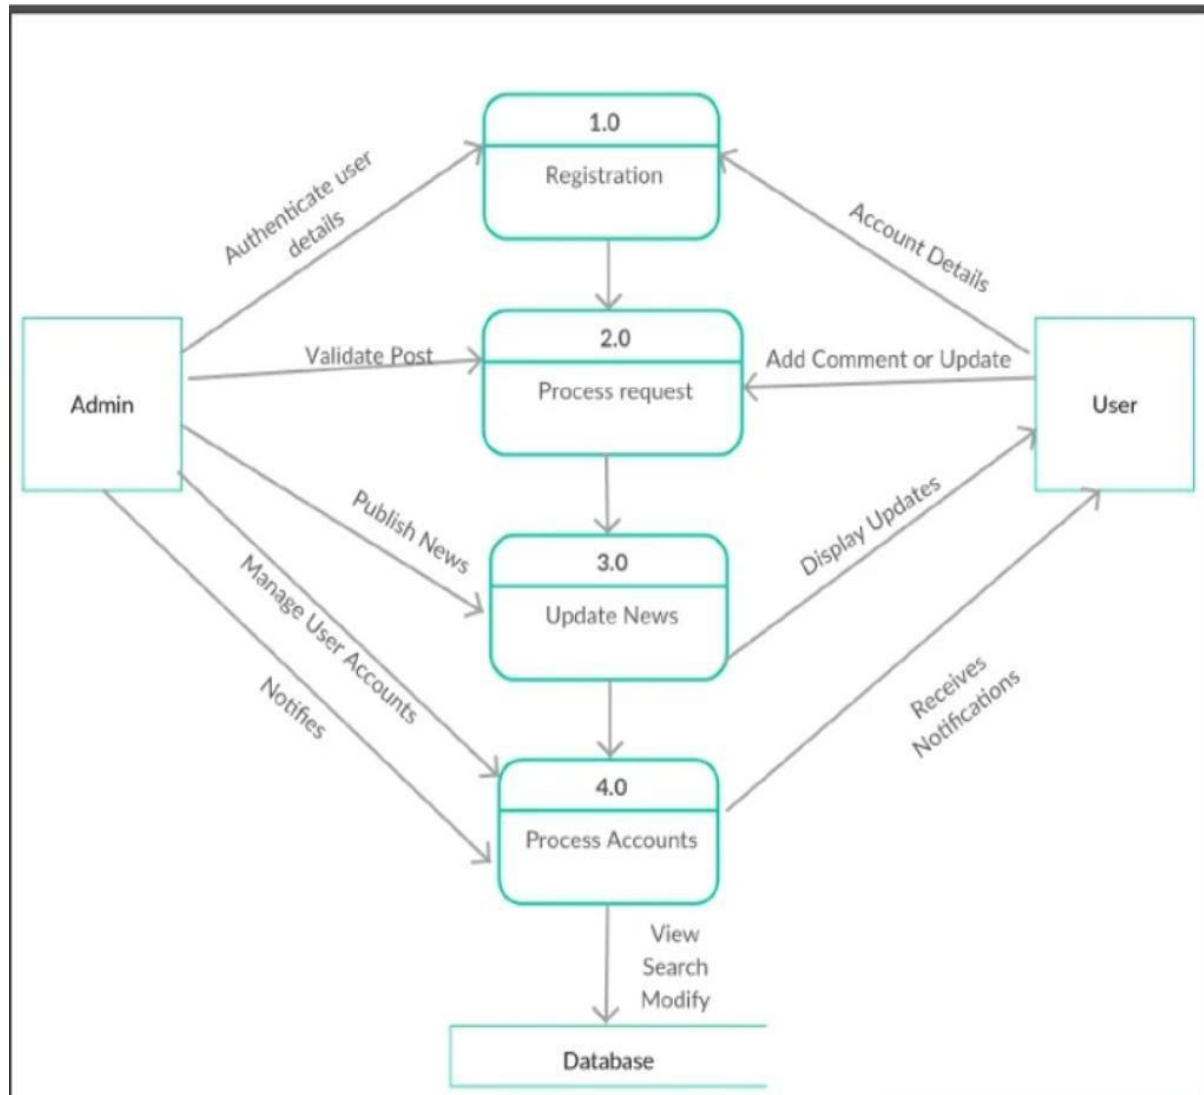 1.0
Registration
Authenticate user
details
Account Details
2.0
Process request
Validate Post
Add Comment or Update
Admin
User
3.0
Update News
Publish News
Display Updates
Manage User Accounts
Notifies
Receives
Notifications
4.0
Process Accounts
View
Search
Modify
Database